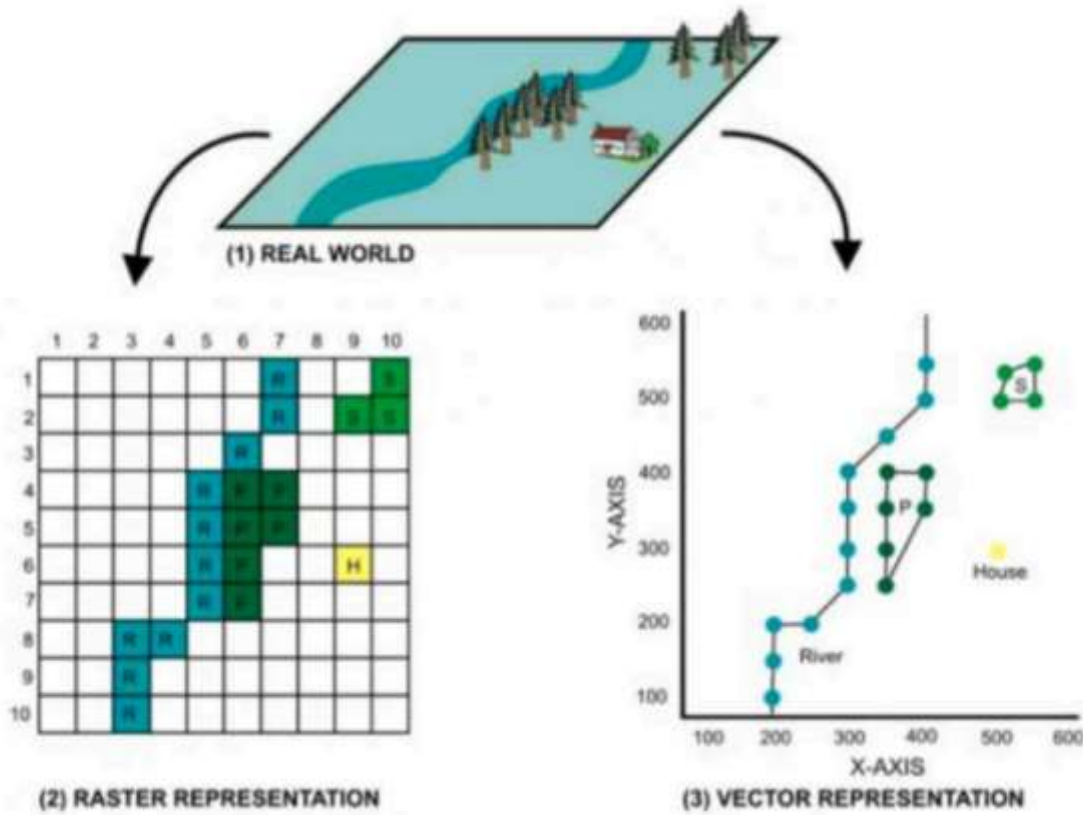 (1) REAL WORLD
1 2 3 4 5 6 7 8 9 10
1 R S
2 R S S
3 R
4 R P P
5 R P P
6 R P H
7 R P
8 R R
9 R
10 R
(2) RASTER REPRESENTATION
600
500
400
300
200
100
Y-AXIS
S
P
House
River
100 200 300 400 500 600
X-AXIS
(3) VECTOR REPRESENTATION